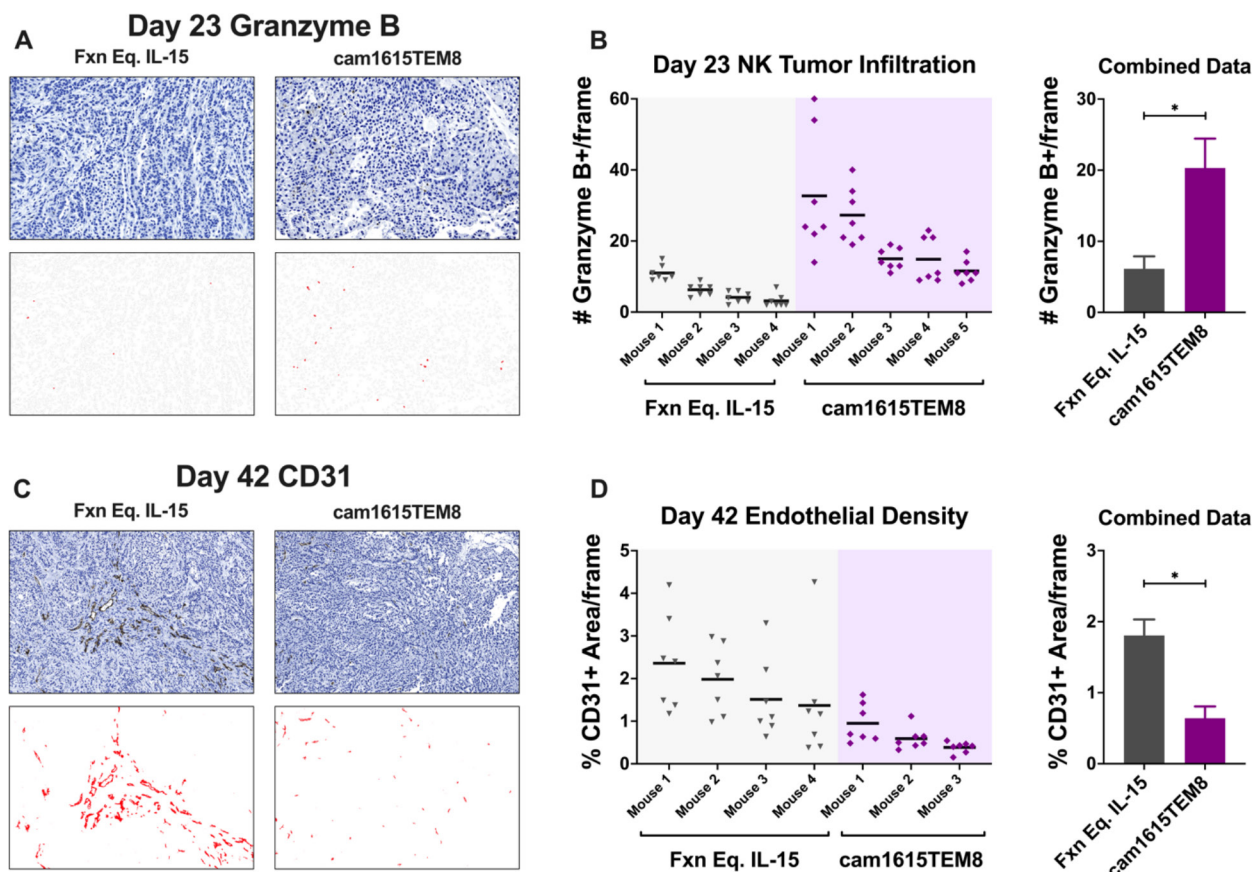 Day 23 Granzyme B
A
Fxn Eq. IL-15
cam1615TEM8
B
Day 23 NK Tumor Infiltration
# Granzyme B+/frame
60
40
20
0
Mouse 1
Mouse 2
Mouse 3
Mouse 4
Mouse 1
Mouse 2
Mouse 3
Mouse 4
Mouse 5
Fxn Eq. IL-15
cam1615TEM8
Combined Data
# Granzyme B+/frame
30
20
10
0
*
Fxn Eq. IL-15
cam1615TEM8
Day 42 CD31
C
Fxn Eq. IL-15
cam1615TEM8
D
Day 42 Endothelial Density
% CD31+ Area/frame
5
4
3
2
1
0
Mouse 1
Mouse 2
Mouse 3
Mouse 4
Mouse 1
Mouse 2
Mouse 3
Fxn Eq. IL-15
cam1615TEM8
Combined Data
% CD31+ Area/frame
3
2
1
0
*
Fxn Eq. IL-15
cam1615TEM8